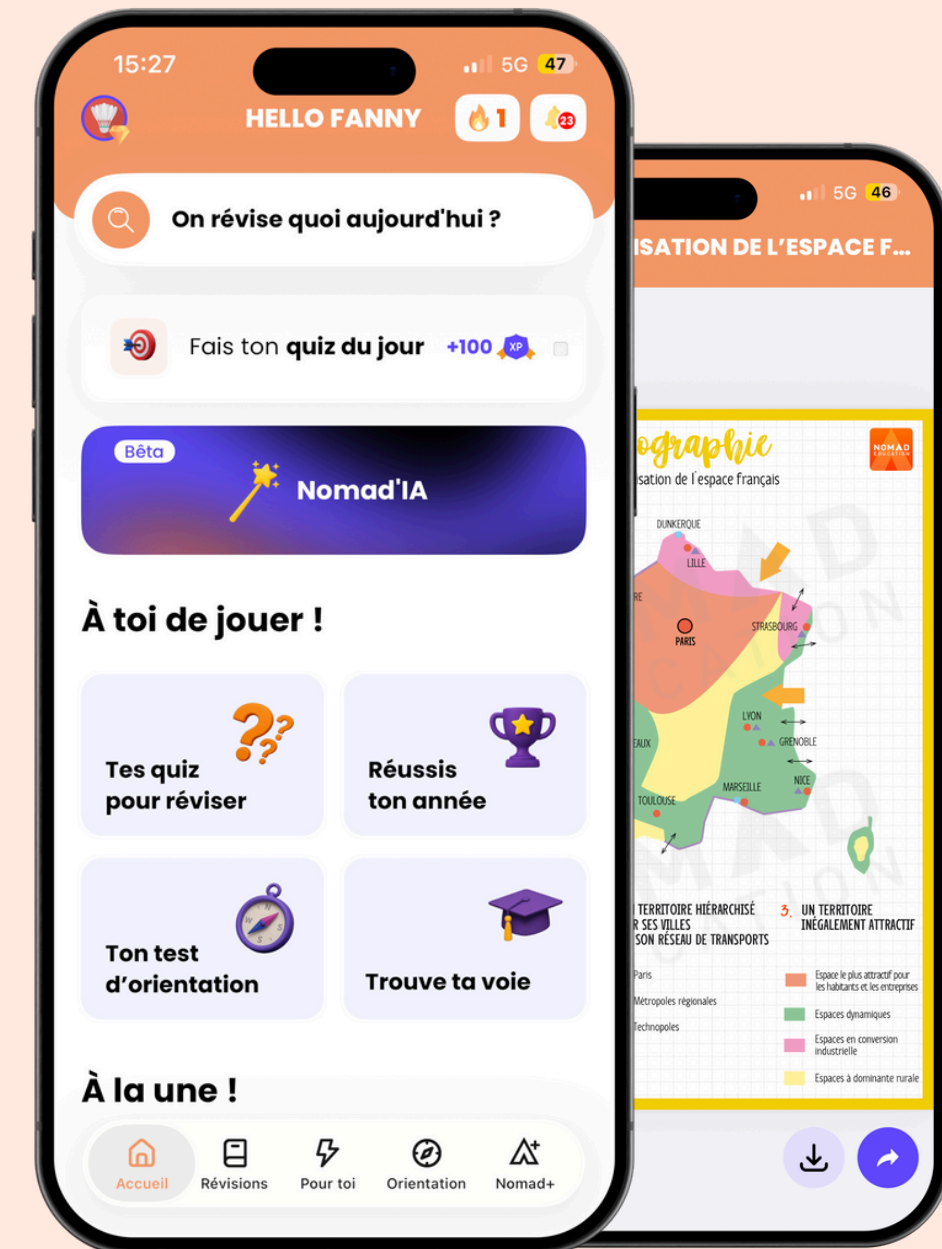 15:27
5G 47
HELLO FANNY
1
23
On révise quoi aujourd'hui ?
Fais ton quiz du jour +100 XP
Bêta
Nomad'IA
À toi de jouer !
Tes quiz
pour réviser
Réussis
ton année
Ton test
d'orientation
Trouve ta voie
À la une !
Accueil
Révisions
Pour toi
Orientation
Nomad+
5G 46
ISATION DE L'ESPACE F...
ographie
NOMAD
EDUCATION
isation de l'espace français
DUNKERQUE
LILLE
RE
PARIS
STRASBOURG
LYON
GRENOBLE
EAUX
NICE
MARSEILLE
TOULOUSE
TERRITOIRE HIÉRARCHISÉ
R SES VILLES
SON RÉSEAU DE TRANSPORTS
Paris
Métropoles régionales
Technopoles
3. UN TERRITOIRE
INÉGALEMENT ATTRACTIF
Espace le plus attractif pour
les habitants et les entreprises
Espaces dynamiques
Espaces en conversion
industrielle
Espaces à dominante rurale